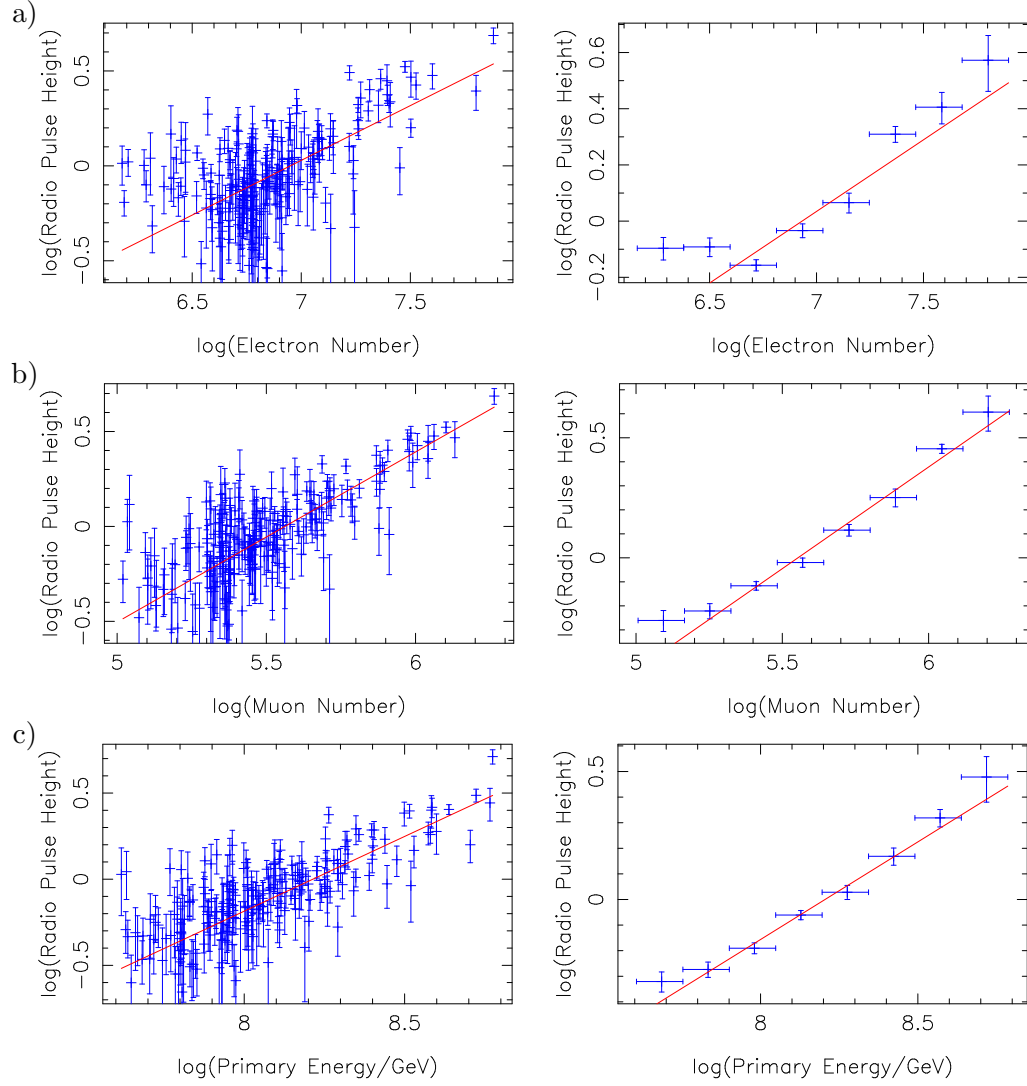 a)
log(Radio Pulse Height)
0.5
0
−0.5
6.5 7 7.5
log(Electron Number)
log(Radio Pulse Height)
0.6
0.4
0.2
0
−0.2
6.5 7 7.5
log(Electron Number)
b)
log(Radio Pulse Height)
0.5
0
−0.5
5 5.5 6
log(Muon Number)
log(Radio Pulse Height)
0.5
0
5 5.5 6
log(Muon Number)
c)
log(Radio Pulse Height)
0.5
0
−0.5
8 8.5
log(Primary Energy/GeV)
log(Radio Pulse Height)
0.5
0
8 8.5
log(Primary Energy/GeV)